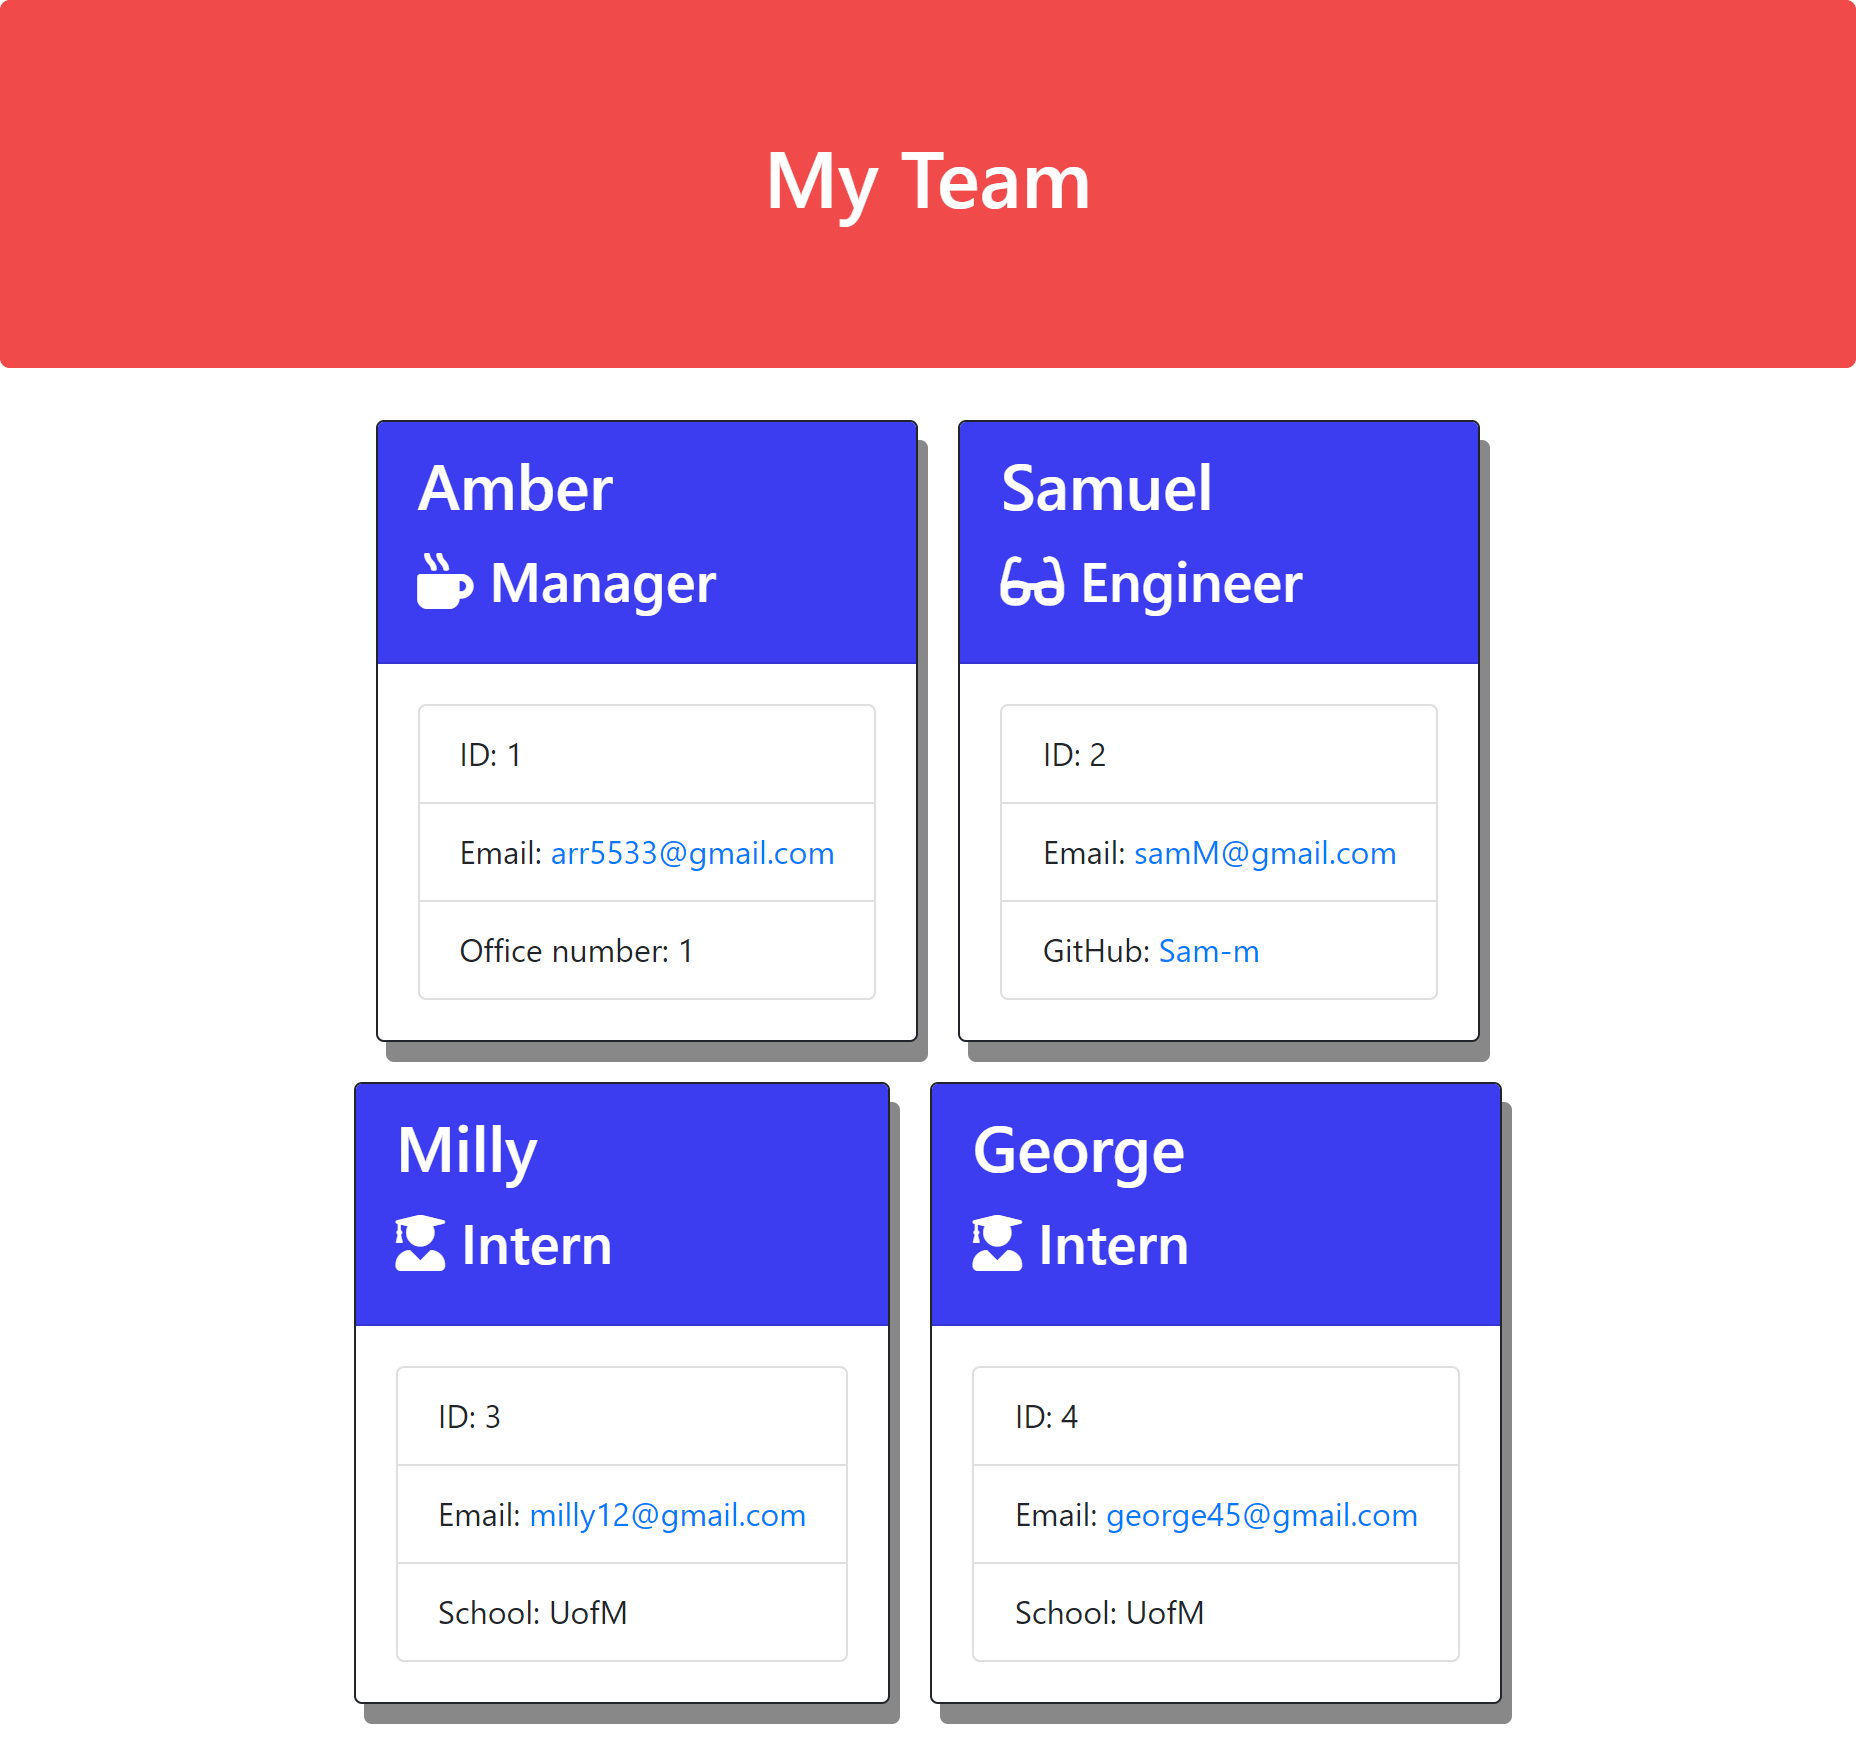 My Team
Amber
Manager
ID: 1
Email: arr5533@gmail.com
Office number: 1
Samuel
Engineer
ID: 2
Email: samM@gmail.com
GitHub: Sam-m
Milly
Intern
ID: 3
Email: milly12@gmail.com
School: UofM
George
Intern
ID: 4
Email: george45@gmail.com
School: UofM